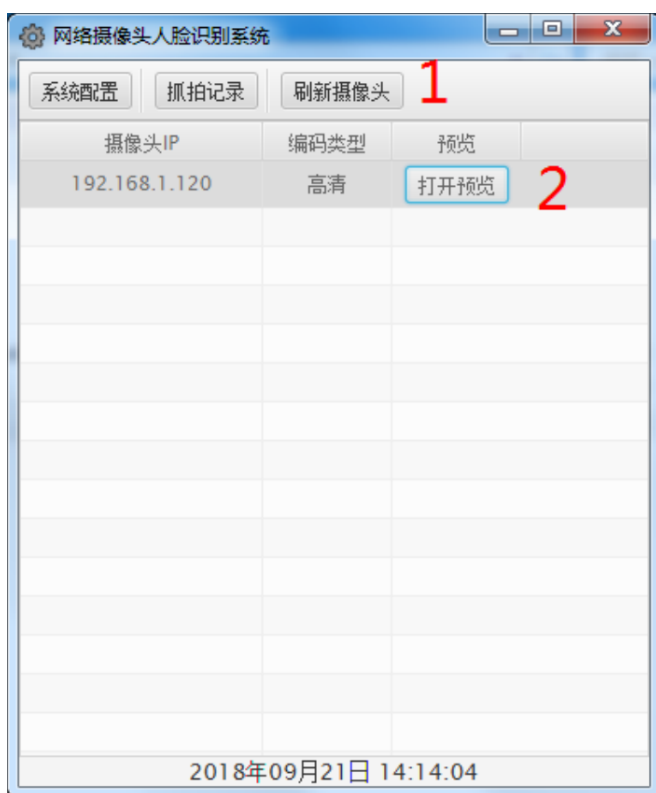 网络摄像头人脸识别系统
系统配置 抓拍记录 刷新摄像头 1
摄像头IP 编码类型 预览
192.168.1.120 高清 打开预览 2
2018年09月21日 14:14:04